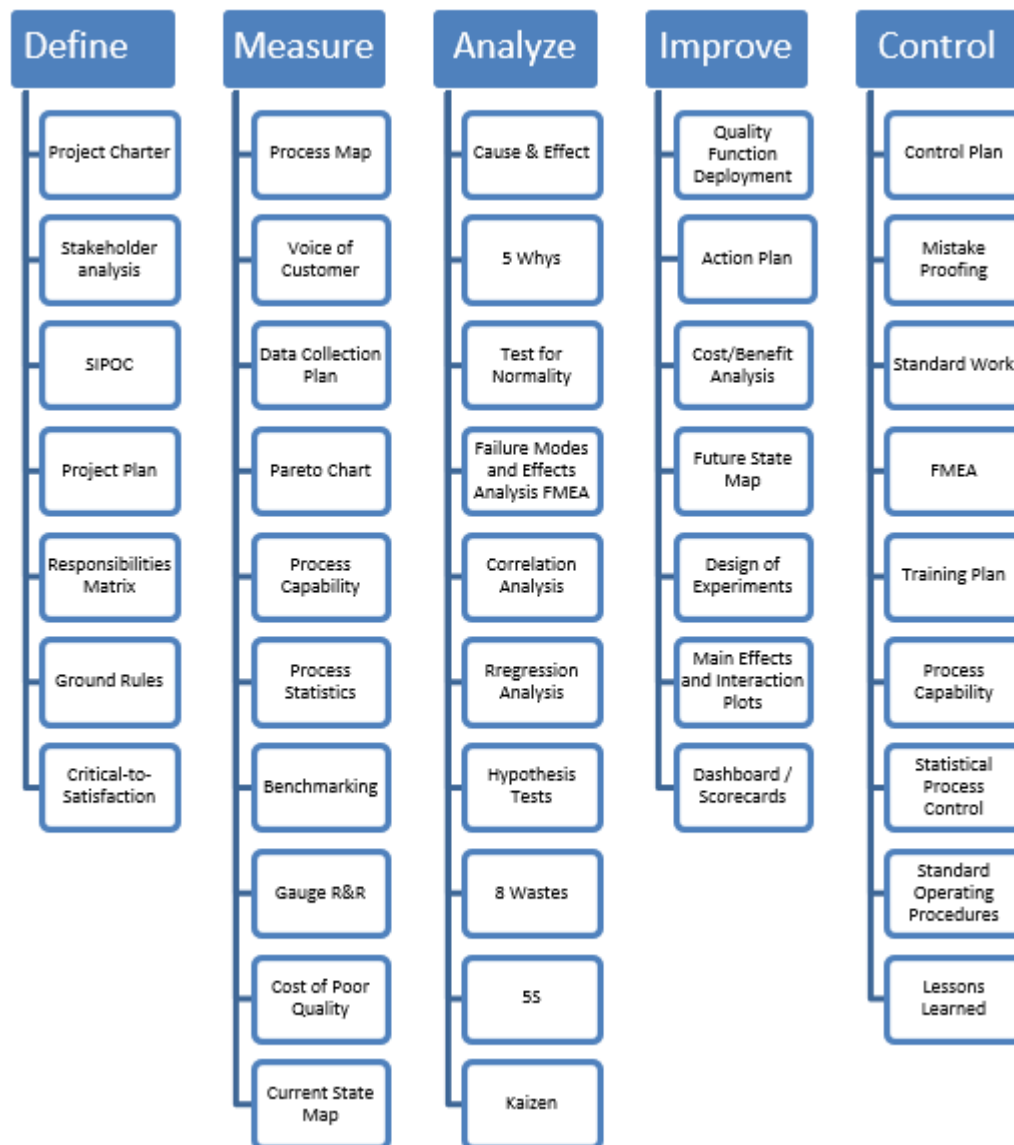 Define
Project Charter
Stakeholder
analysis
SIPOC
Project Plan
Responsibilities
Matrix
Ground Rules
Critical-to-
Satisfaction
Measure
Process Map
Voice of
Customer
Data Collection
Plan
Pareto Chart
Process
Capability
Process
Statistics
Benchmarking
Gauge R&R
Cost of Poor
Quality
Current State
Map
Analyze
Cause & Effect
5 Whys
Test for
Normality
Failure Modes
and Effects
Analysis FMEA
Correlation
Analysis
Rregression
Analysis
Hypothesis
Tests
8 Wastes
5S
Kaizen
Improve
Quality
Function
Deployment
Action Plan
Cost/Benefit
Analysis
Future State
Map
Design of
Experiments
Main Effects
and Interaction
Plots
Dashboard /
Scorecards
Control
Control Plan
Mistake
Proofing
Standard Work
FMEA
Training Plan
Process
Capability
Statistical
Process
Control
Standard
Operating
Procedures
Lessons
Learned